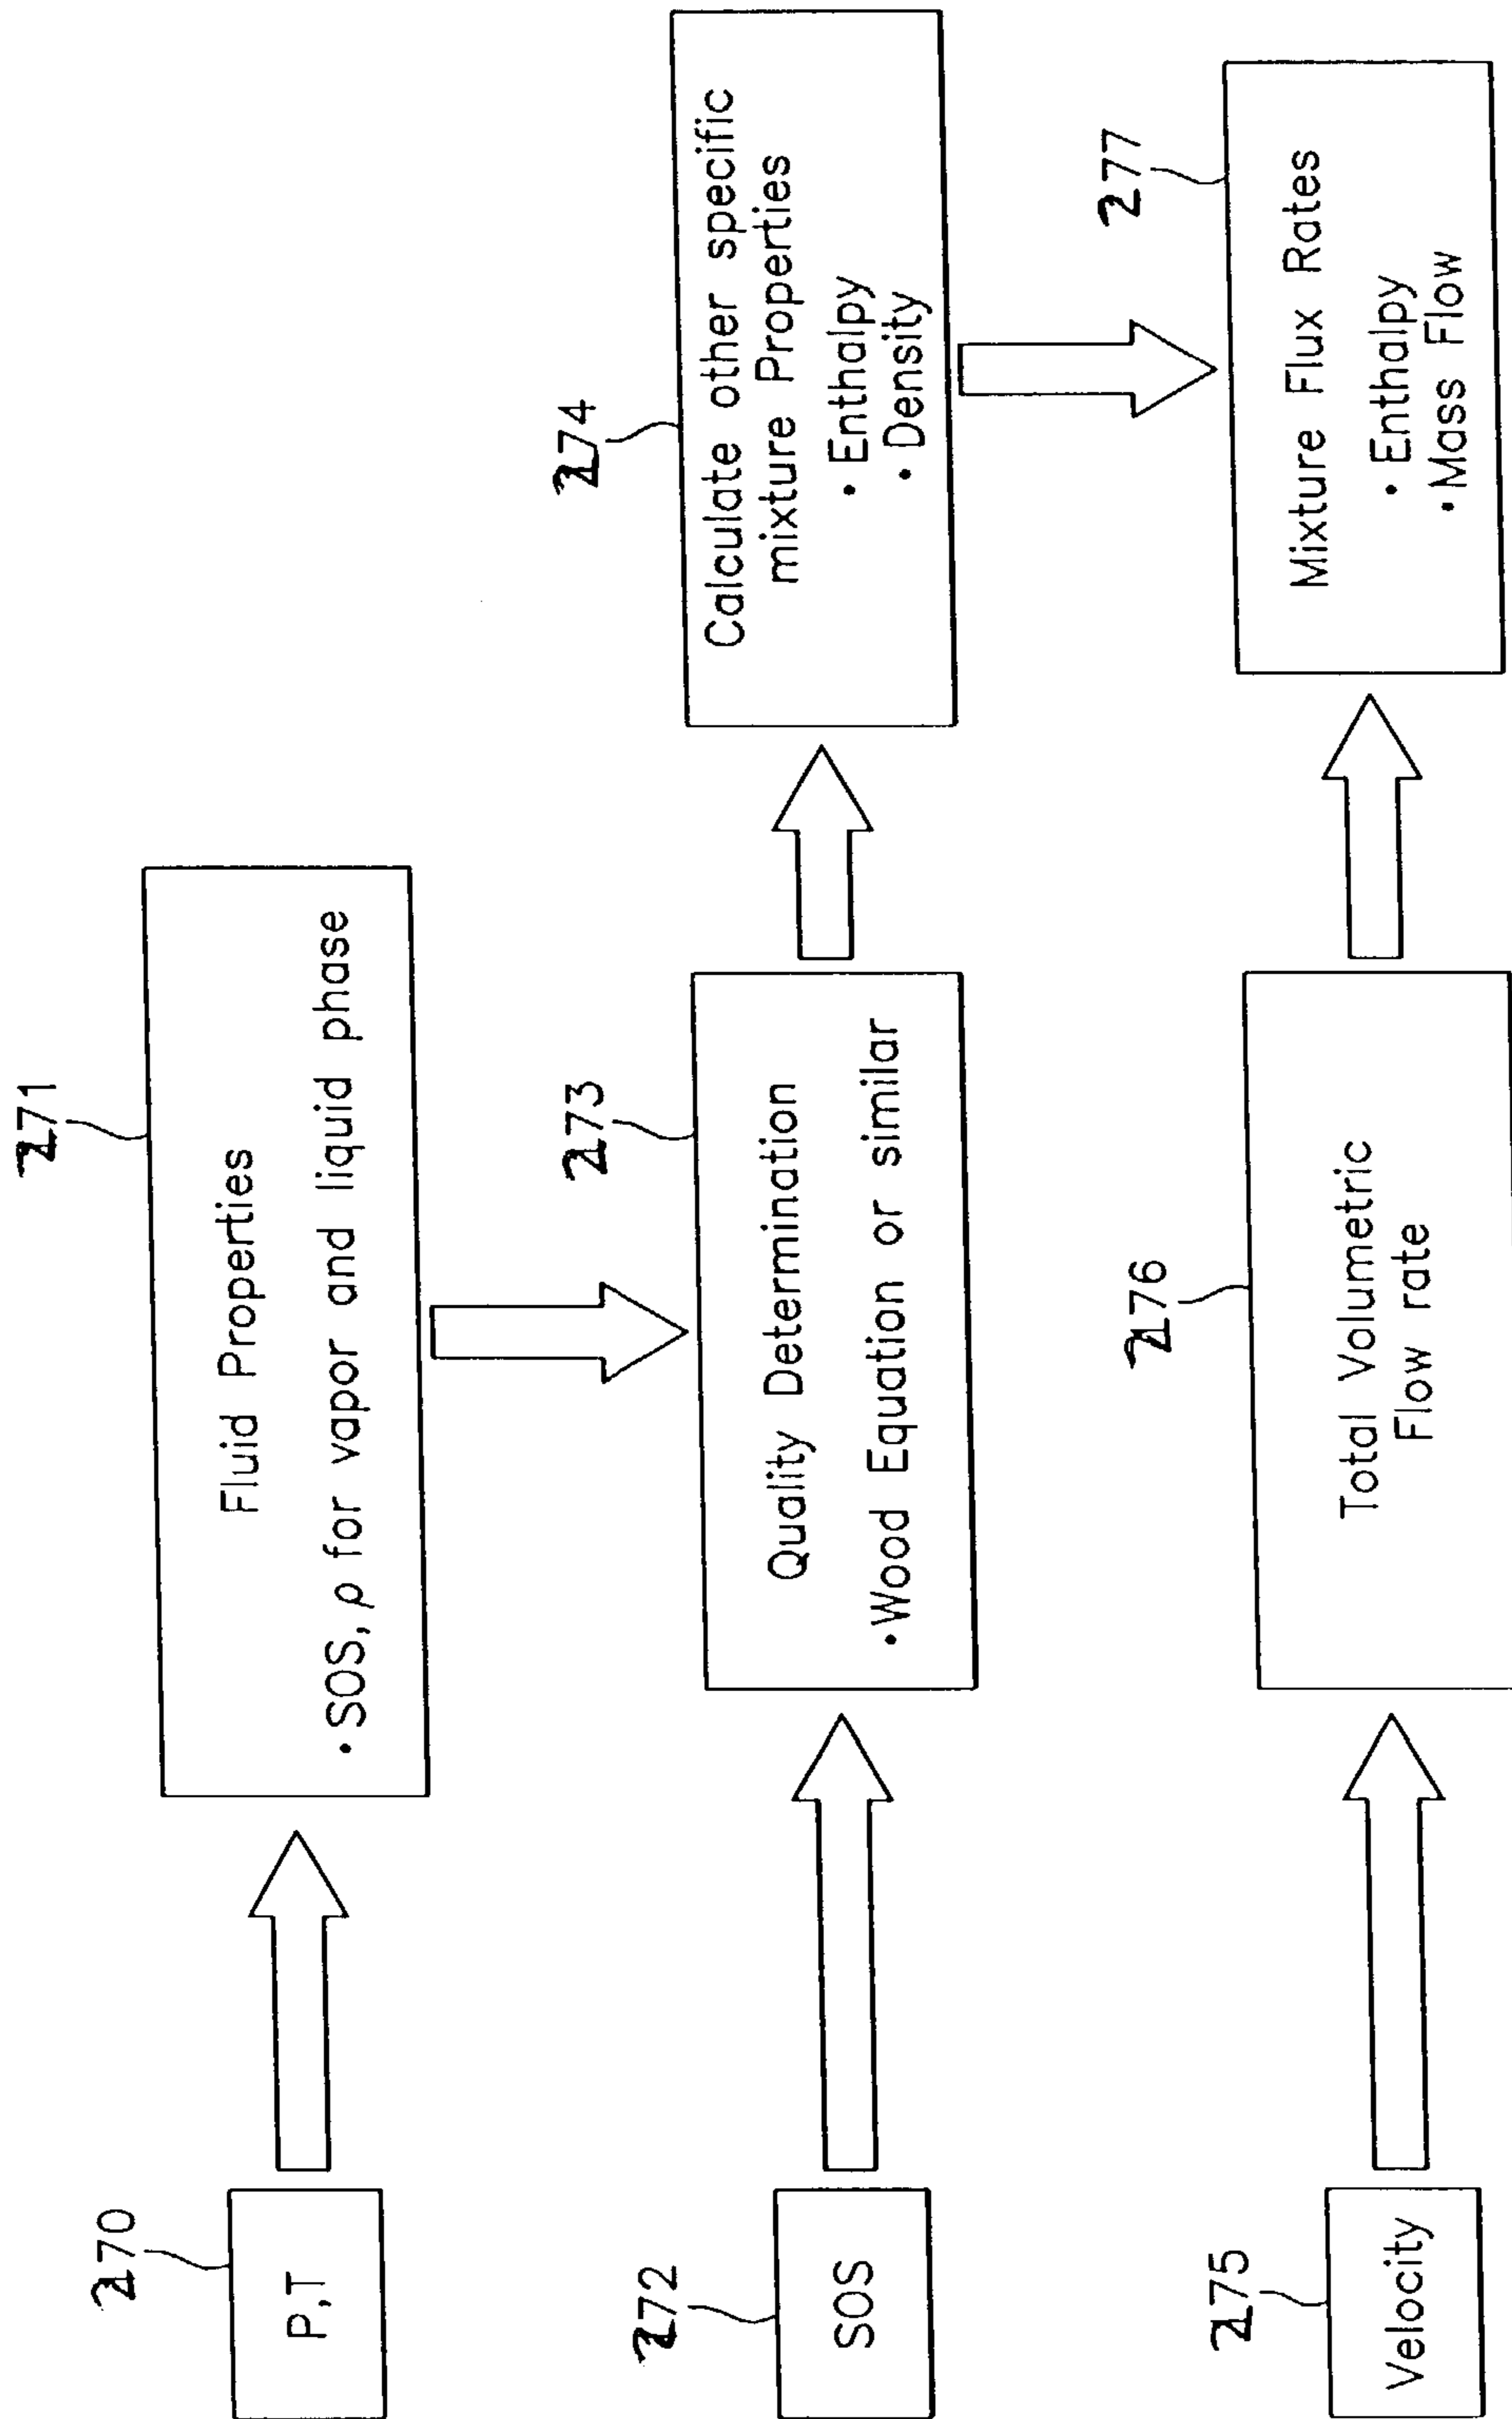 270
P,T
271
Fluid Properties
• SOS, ρ for vapor and liquid phase
272
SOS
273
Quality Determination
• Wood Equation or similar
274
Calculate other specific
mixture Properties
• Enthalpy
• Density
275
Velocity
276
Total Volumetric
Flow rate
277
Mixture Flux Rates
• Enthalpy
• Mass Flow